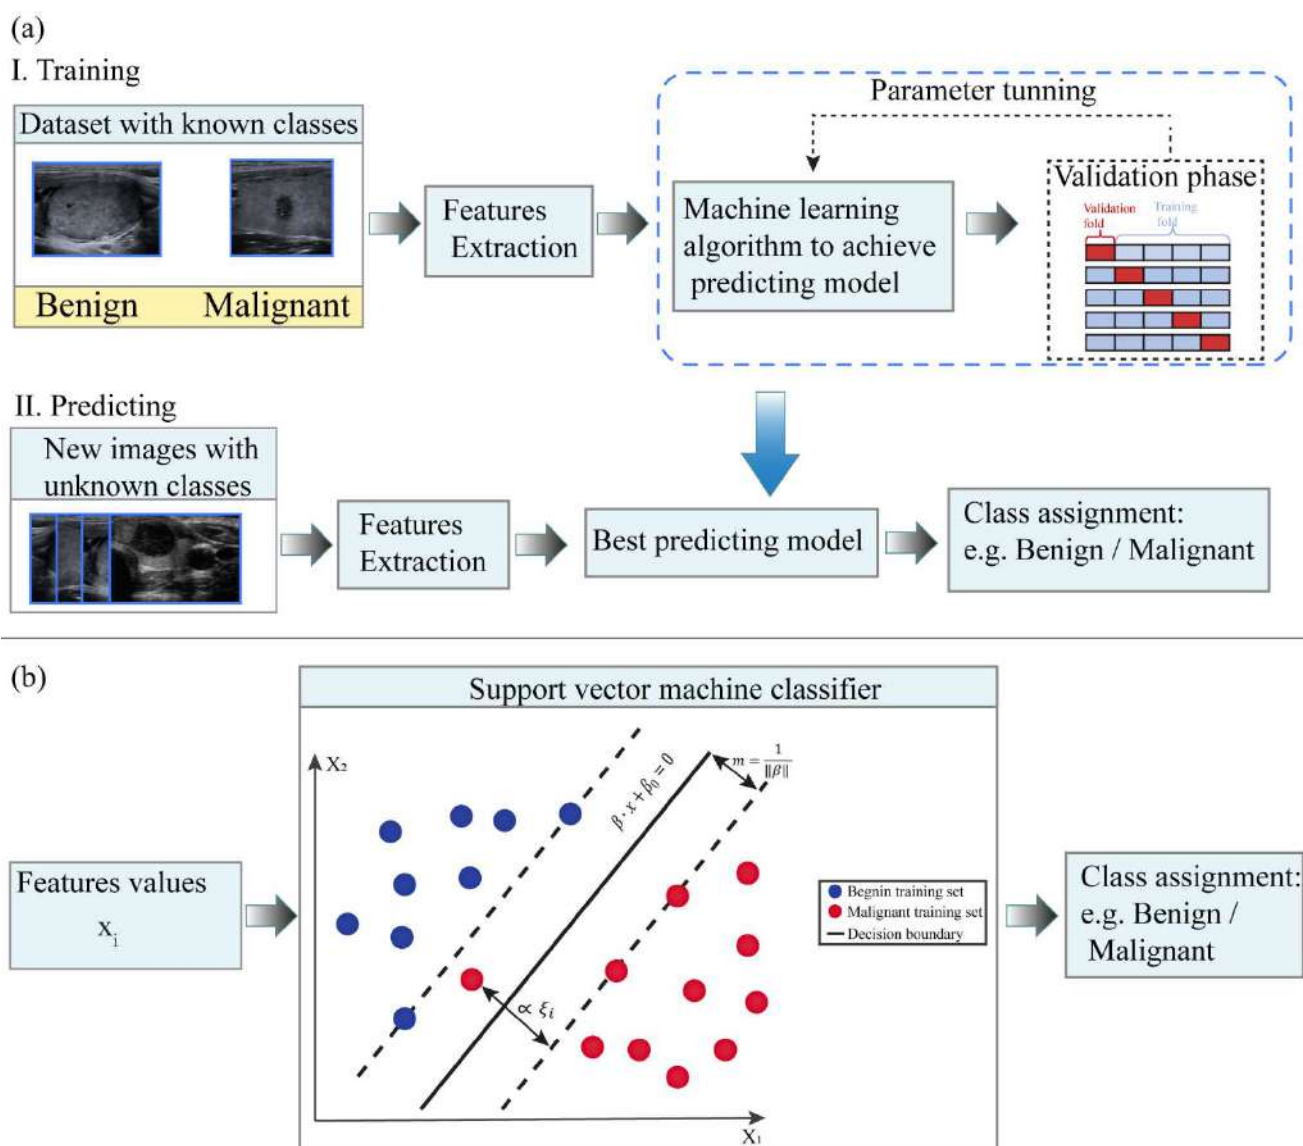 (a)
I. Training
Dataset with known classes
Benign
Malignant
Features
Extraction
Parameter tunning
Machine learning
algorithm to achieve
predicting model
Validation phase
Validation
fold
Training
fold
II. Predicting
New images with
unknown classes
Features
Extraction
Best predicting model
Class assignment:
e.g. Benign / Malignant
(b)
Support vector machine classifier
Features values
x_i
X₂
β · x + β₀ = 0
m = 1/‖β‖
∝ ξ_i
Begnin training set
Malignant training set
Decision boundary
X₁
Class assignment:
e.g. Benign /
Malignant